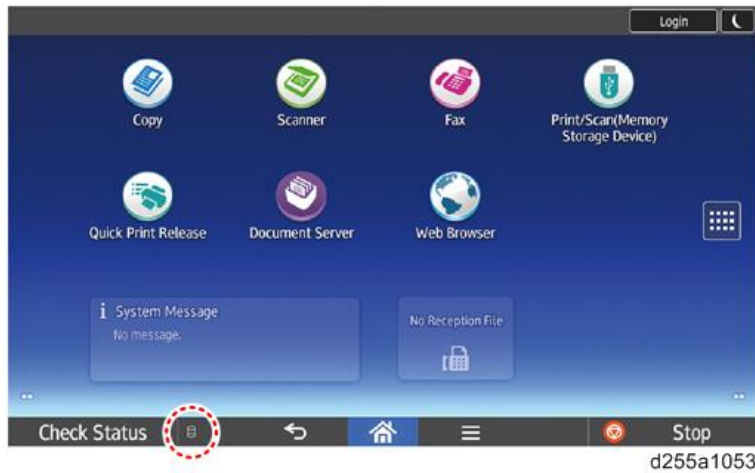 Login
Copy
Scanner
Fax
Print/Scan(Memory
Storage Device)
Quick Print Release
Document Server
Web Browser
i System Message
No message.
No Reception File
Check Status
Stop
d255a1053